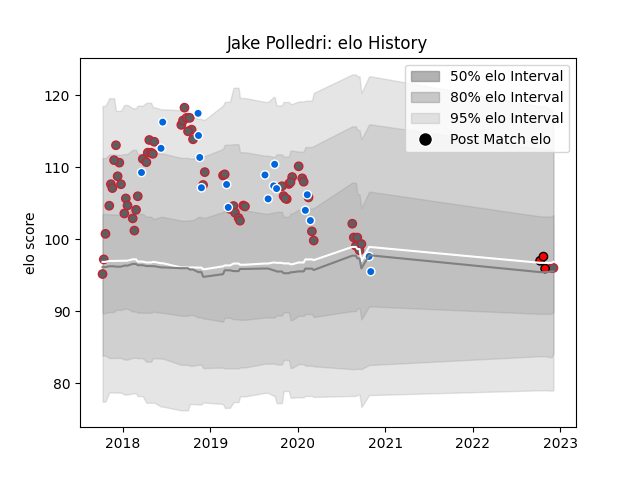 Jake Polledri: elo History
50% elo Interval
80% elo Interval
95% elo Interval
Post Match elo
elo score
120
110
100
90
80
2018 2019 2020 2021 2022 2023